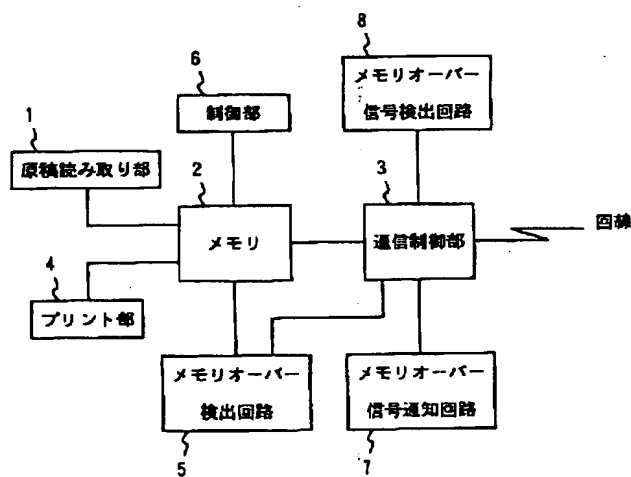 8
メモリオーバー
信号検出回路
6
制御部
1
原稿読み取り部
2
メモリ
3
通信制御部
回線
4
プリント部
メモリオーバー
検出回路
5
メモリオーバー
信号通知回路
7